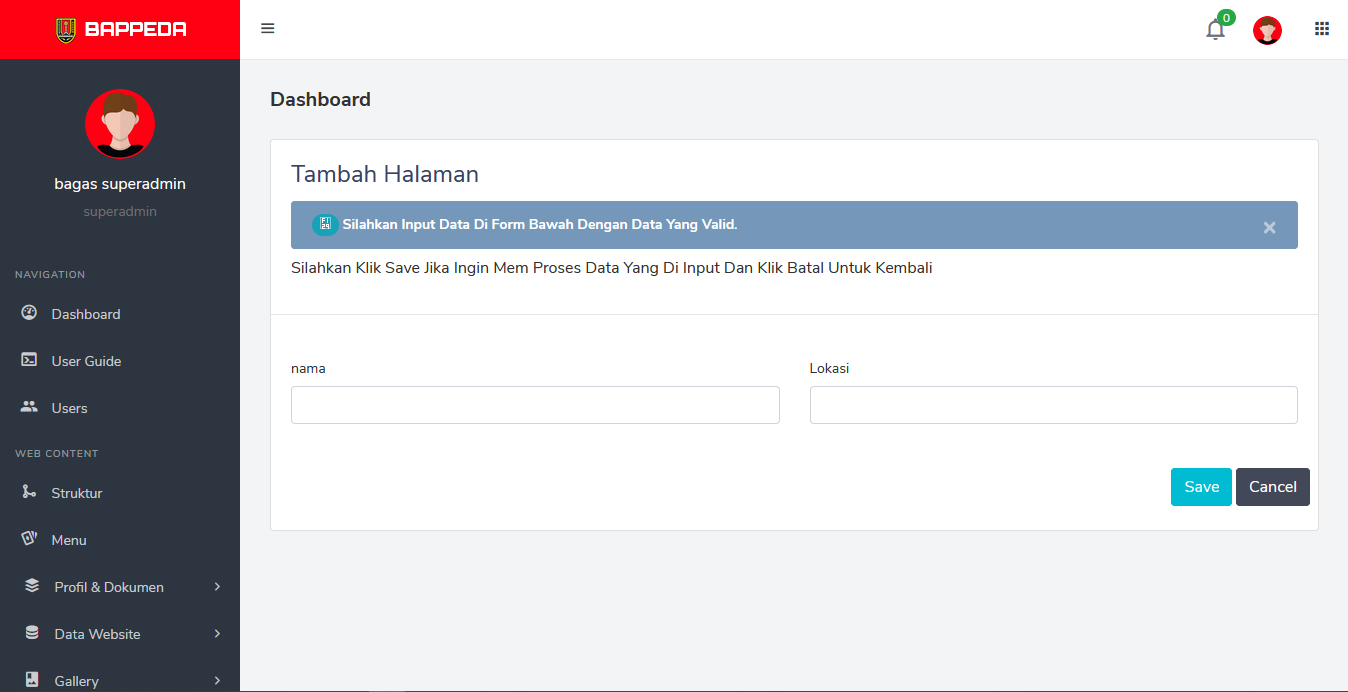 BAPPEDA
0
bagas superadmin
superadmin
NAVIGATION
Dashboard
User Guide
Users
WEB CONTENT
Struktur
Menu
Profil & Dokumen
Data Website
Gallery
Dashboard
Tambah Halaman
Silahkan Input Data Di Form Bawah Dengan Data Yang Valid.
×
Silahkan Klik Save Jika Ingin Mem Proses Data Yang Di Input Dan Klik Batal Untuk Kembali
nama
Lokasi
Save
Cancel